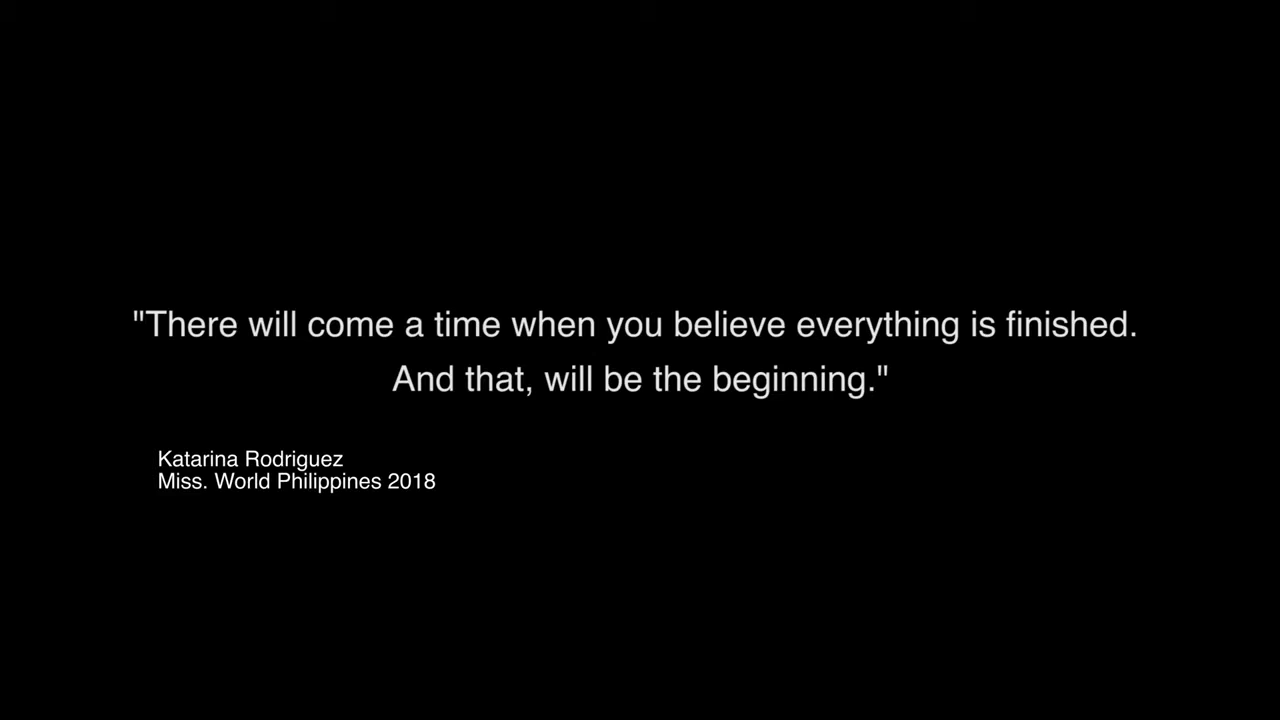 "There will come a time when you believe everything is finished.
And that, will be the beginning."
Katarina Rodriguez
Miss. World Philippines 2018